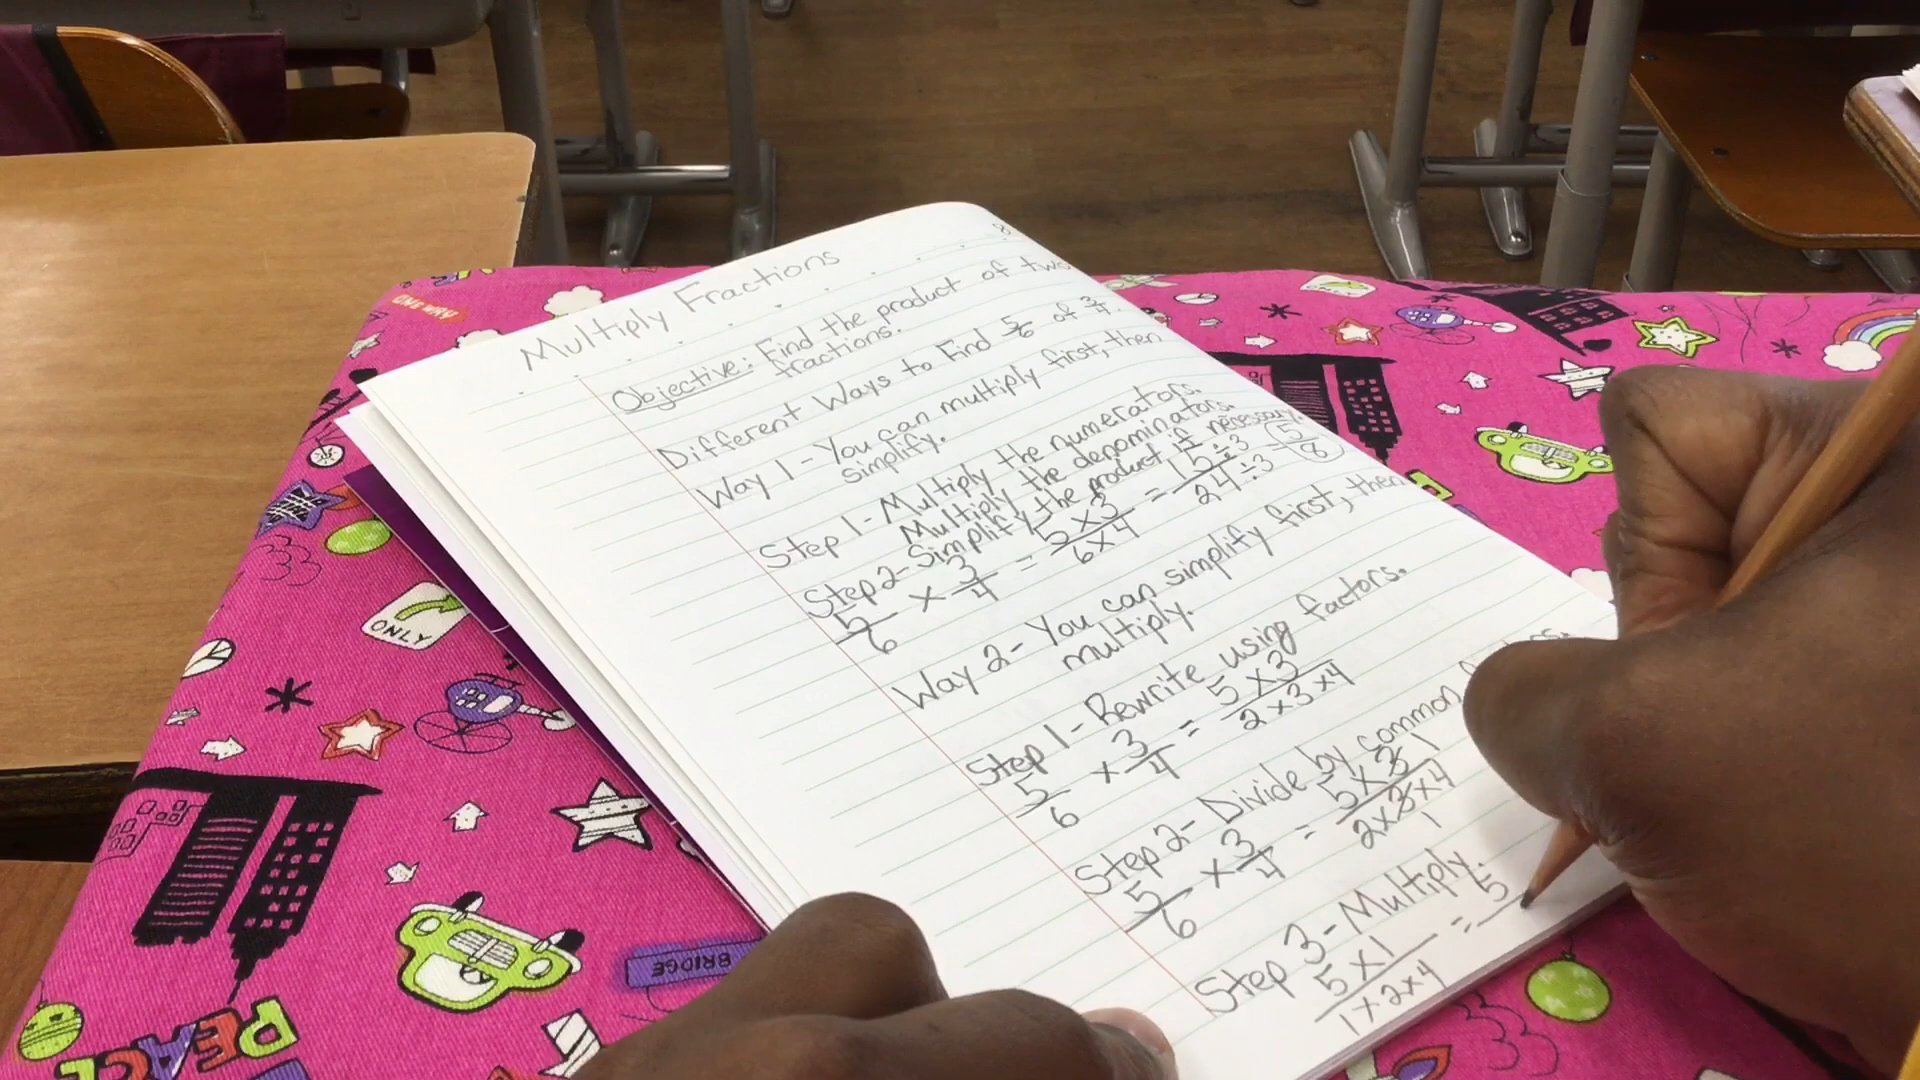 Multiply Fractions
Objective: Find the product of two
fractions.
Different Ways to Find 5/6 of 3/4.
Way 1 - You can multiply first, then
simplify.
Step 1 - Multiply the numerators.
Multiply the denominators.
Step 2 - Simplify the product if necessary.
5/6 × 3/4 = 5×3/6×4 = 15÷3/24÷3 = 5/8
Way 2 - You can simplify first, then
multiply.
Step 1 - Rewrite using factors.
5/6 × 3/4 = 5×3/2×3×4
Step 2 - Divide by common
5/6 × 3/4 = 5×3 1/2×3×4 1
Step 3 - Multiply.
5×1/1×2×4 = 5
ONE WAY
ONLY
BRIDGE
PEACE